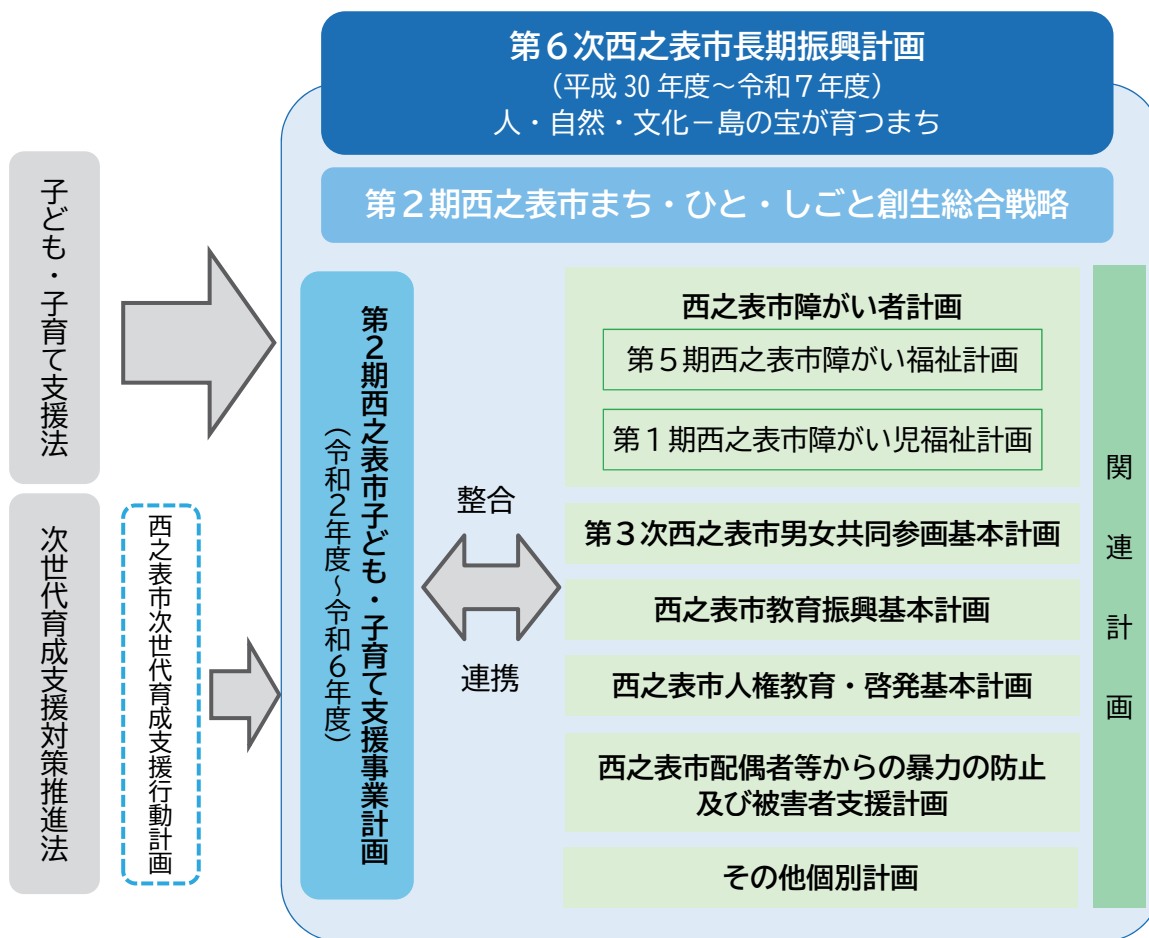 第６次西之表市長期振興計画
（平成 30 年度～令和７年度）
人・自然・文化－島の宝が育つまち
第２期西之表市まち・ひと・しごと創生総合戦略
子ども・子育て支援法
次世代育成支援対策推進法
西之表市次世代育成支援行動計画
第２期西之表市子ども・子育て支援事業計画
（令和２年度～令和６年度）
整合
連携
西之表市障がい者計画
第５期西之表市障がい福祉計画
第１期西之表市障がい児福祉計画
第３次西之表市男女共同参画基本計画
西之表市教育振興基本計画
西之表市人権教育・啓発基本計画
西之表市配偶者等からの暴力の防止
及び被害者支援計画
その他個別計画
関連計画